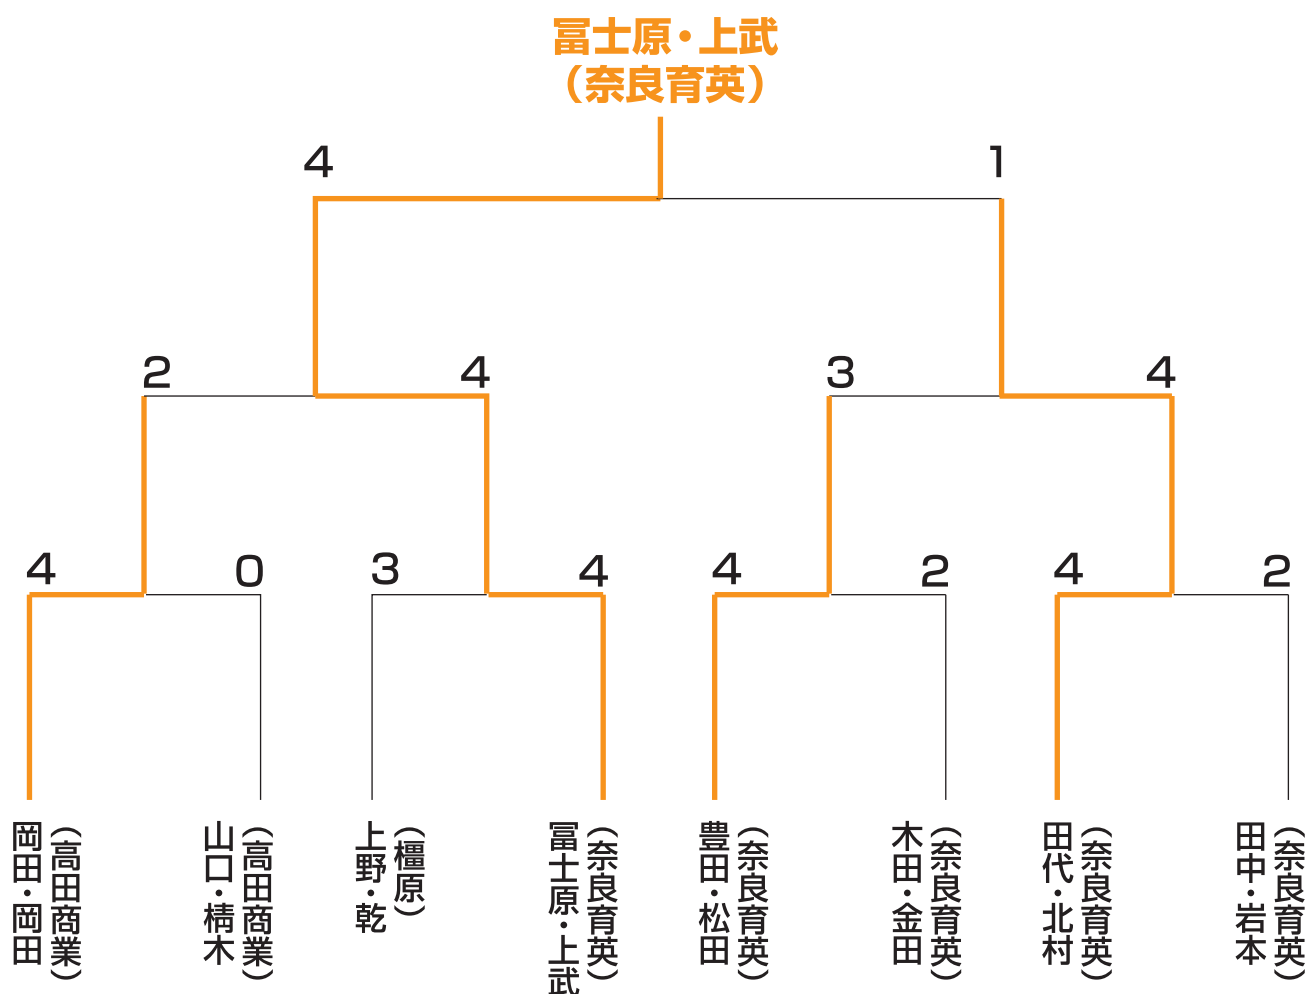 冨士原・上武
（奈良育英）
4
1
2
4
3
4
4
0
3
4
4
2
4
2
岡田・岡田
（高田商業）
山口・楠木
（高田商業）
上野・乾
（橿原）
冨士原・上武
（奈良育英）
豊田・松田
（奈良育英）
木田・金田
（奈良育英）
田代・北村
（奈良育英）
田中・岩本
（奈良育英）